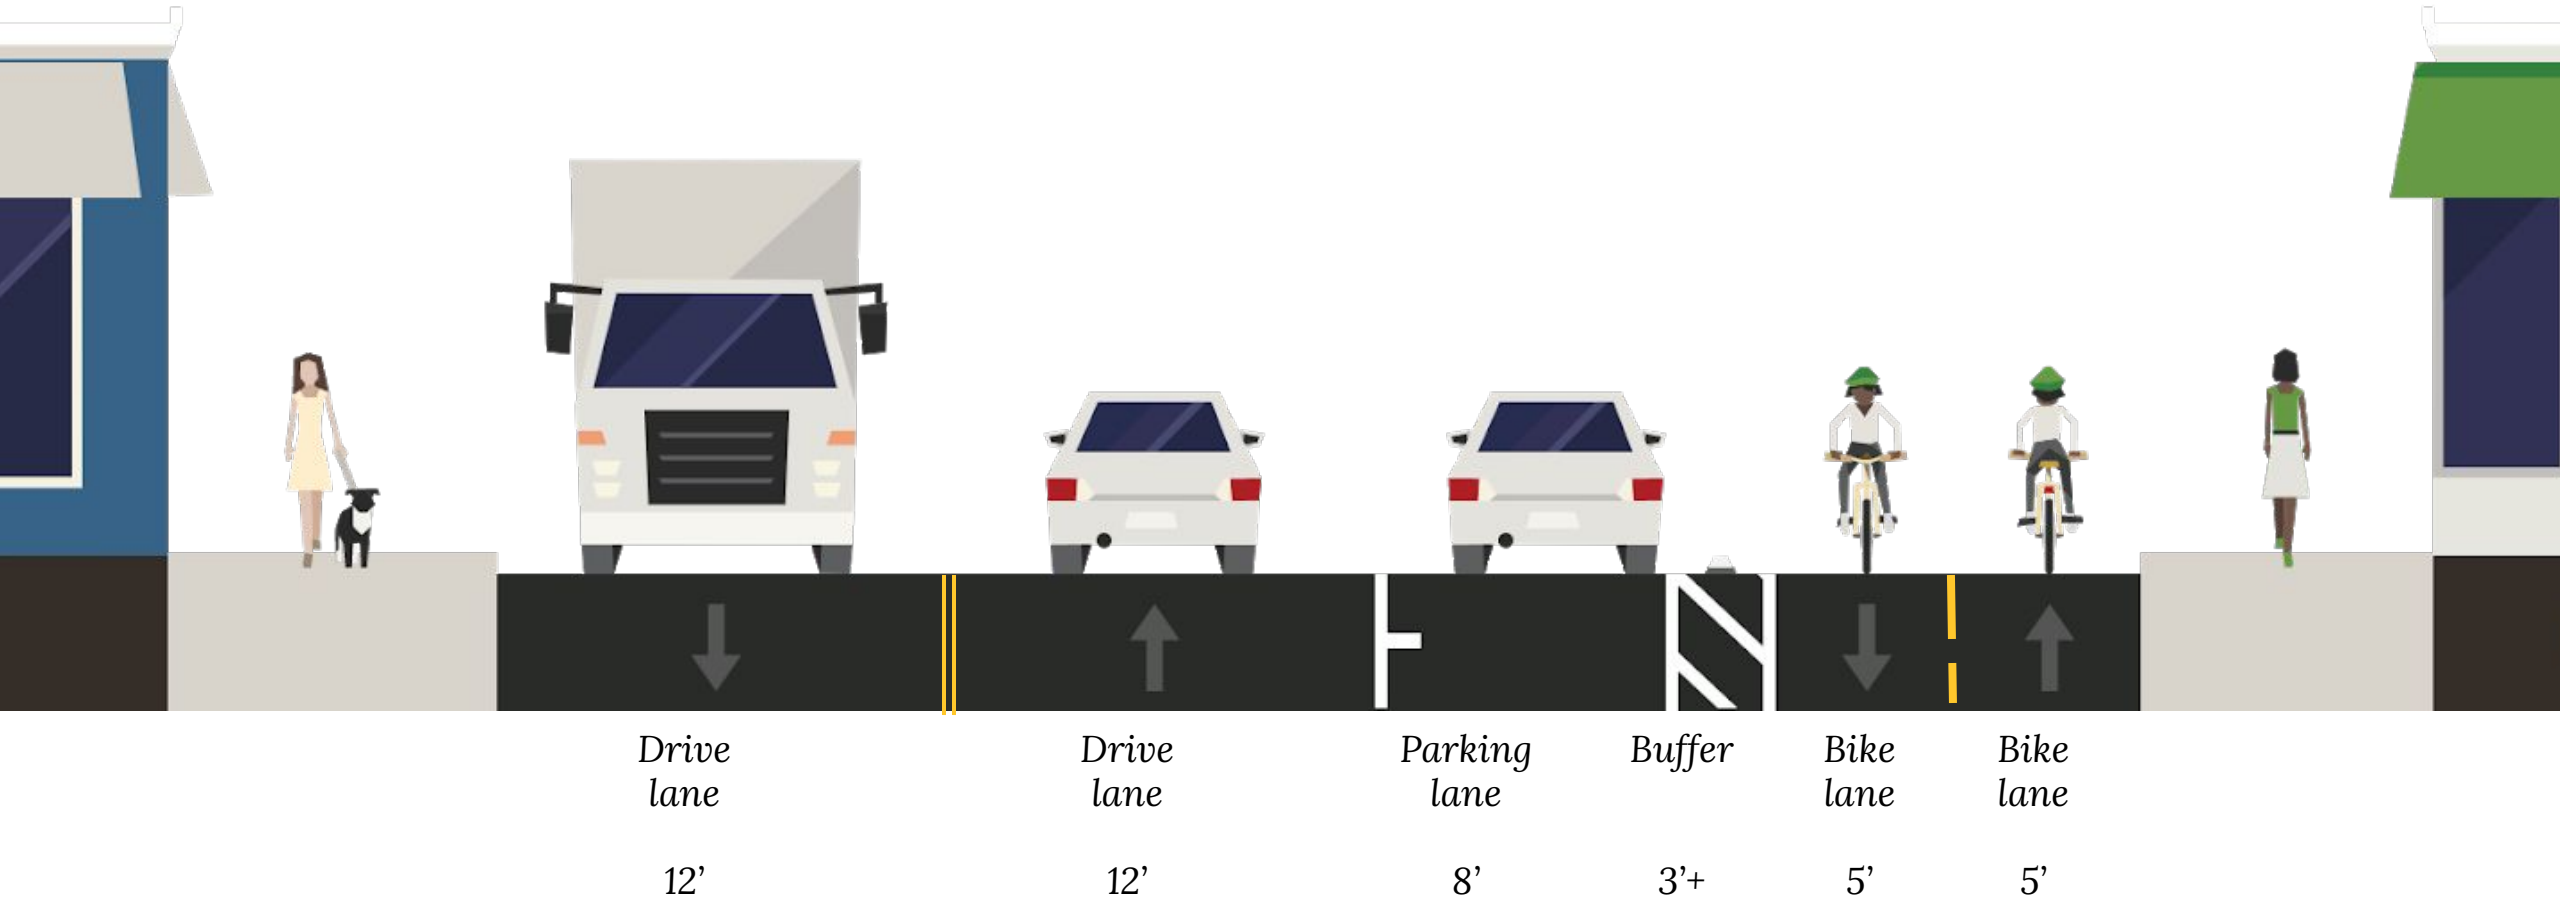 Drive Drive Parking Buffer Bike Bike
lane lane lane lane lane
12’ 12’ 8’ 3’+ 5’ 5’